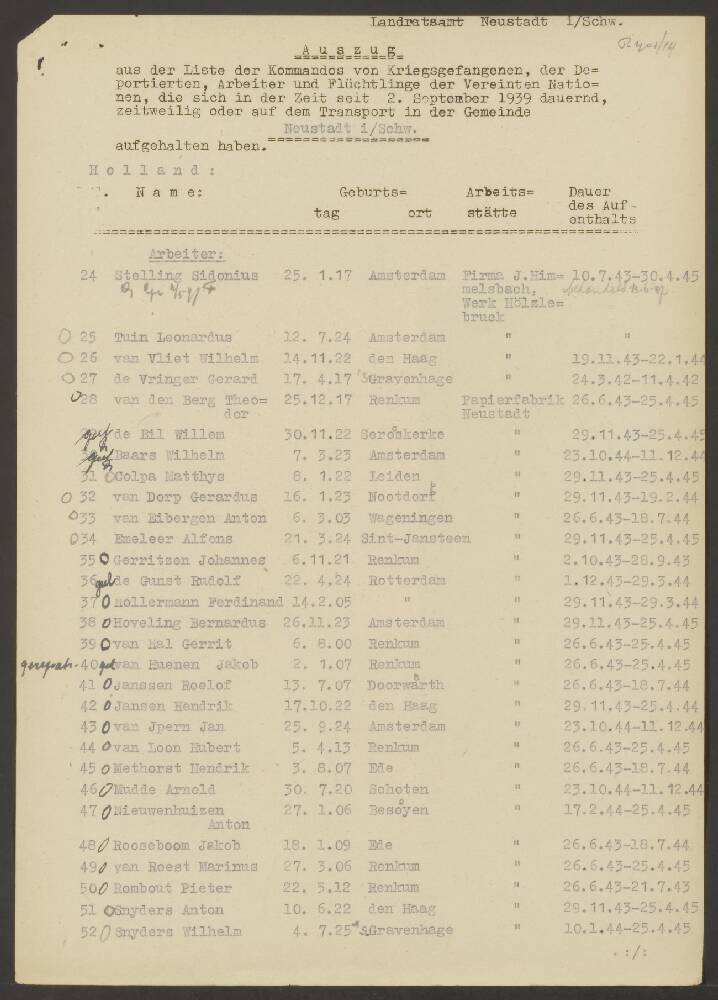 Landratsamt Neustadt i/Schw.
A u s z u g
aus der Liste der Kommandos von Kriegsgefangenen, der De=
portierten, Arbeiter und Flüchtlinge der Vereinten Natio=
nen, die sich in der Zeit seit 2. September 1939 dauernd,
zeitweilig oder auf dem Transport in der Gemeinde
Neustadt i/Schw.
aufgehalten haben.
H o l l a n d :
N a m e: Geburts= Arbeits= Dauer
tag ort stätte des Auf-
enthalts
Arbeiter:
24 Stelling Sidonius 25. 1.17 Amsterdam Firma J.Him= 10.7.43-30.4.45
melsbach,
Werk Hölzle=
bruck
25 Tuin Leonardus 12. 7.24 Amsterdam " "
26 van Vliet Wilhelm 14.11.22 den Haag " 19.11.43-22.1.44
27 de Vringer Gerard 17. 4.17 'sGravenhage " 24.3.42-11.4.42
28 van den Berg Theo= 25.12.17 Renkum Papierfabrik 26.6.43-25.4.45
dor Neustadt
de Bil Willem 30.11.22 Seroskerke " 29.11.43-25.4.45
Baars Wilhelm 7. 3.23 Amsterdam " 23.10.44-11.12.44
31 Colpa Matthys 8. 1.22 Leiden " 29.11.43-25.4.45
32 van Dorp Gerardus 16. 1.23 Nootdorf " 29.11.43-19.2.44
33 van Eibergen Anton 6. 3.03 Wageningen " 26.6.43-18.7.44
34 Emeleer Alfons 21. 3.24 Sint-Jansteen " 29.11.43-25.4.45
35 Gerritsen Johannes 6.11.21 Renkum " 2.10.43-28.9.43
36 de Gunst Rudolf 22. 4.24 Rotterdam " 1.12.43-29.3.44
37 Hollermann Ferdinand 14.2.05 " " 29.11.43-29.3.44
38 Hoveling Bernardus 26.11.23 Amsterdam " 29.11.43-25.4.45
39 van Hal Gerrit 6. 8.00 Renkum " 26.6.43-25.4.45
40 van Huenen Jakob 2. 1.07 Renkum " 26.6.43-25.4.45
41 Janssen Roelof 13. 7.07 Doorwarth " 26.6.43-18.7.44
42 Jansen Hendrik 17.10.22 den Haag " 29.11.43-25.4.44
43 van Jpern Jan 25. 9.24 Amsterdam " 23.10.44-11.12.44
44 van Loon Hubert 5. 4.13 Renkum " 26.6.43-25.4.45
45 Methorst Hendrik 3. 8.07 Ede " 26.6.43-18.7.44
46 Mudde Arnold 30. 7.20 Schoten " 23.10.44-11.12.44
47 Nieuwenhuizen 27. 1.06 Besoyen " 17.2.44-25.4.45
Anton
48 Rooseboom Jakob 18. 1.09 Ede " 26.6.43-18.7.44
49 van Roest Marinus 27. 3.06 Renkum " 26.6.43-25.4.45
50 Rombout Pieter 22. 5.12 Renkum " 26.6.43-21.7.43
51 Snyders Anton 10. 6.22 den Haag " 29.11.43-25.4.45
52 Snyders Wilhelm 4. 7.25 'sGravenhage " 10.1.44-25.4.45
.:/: